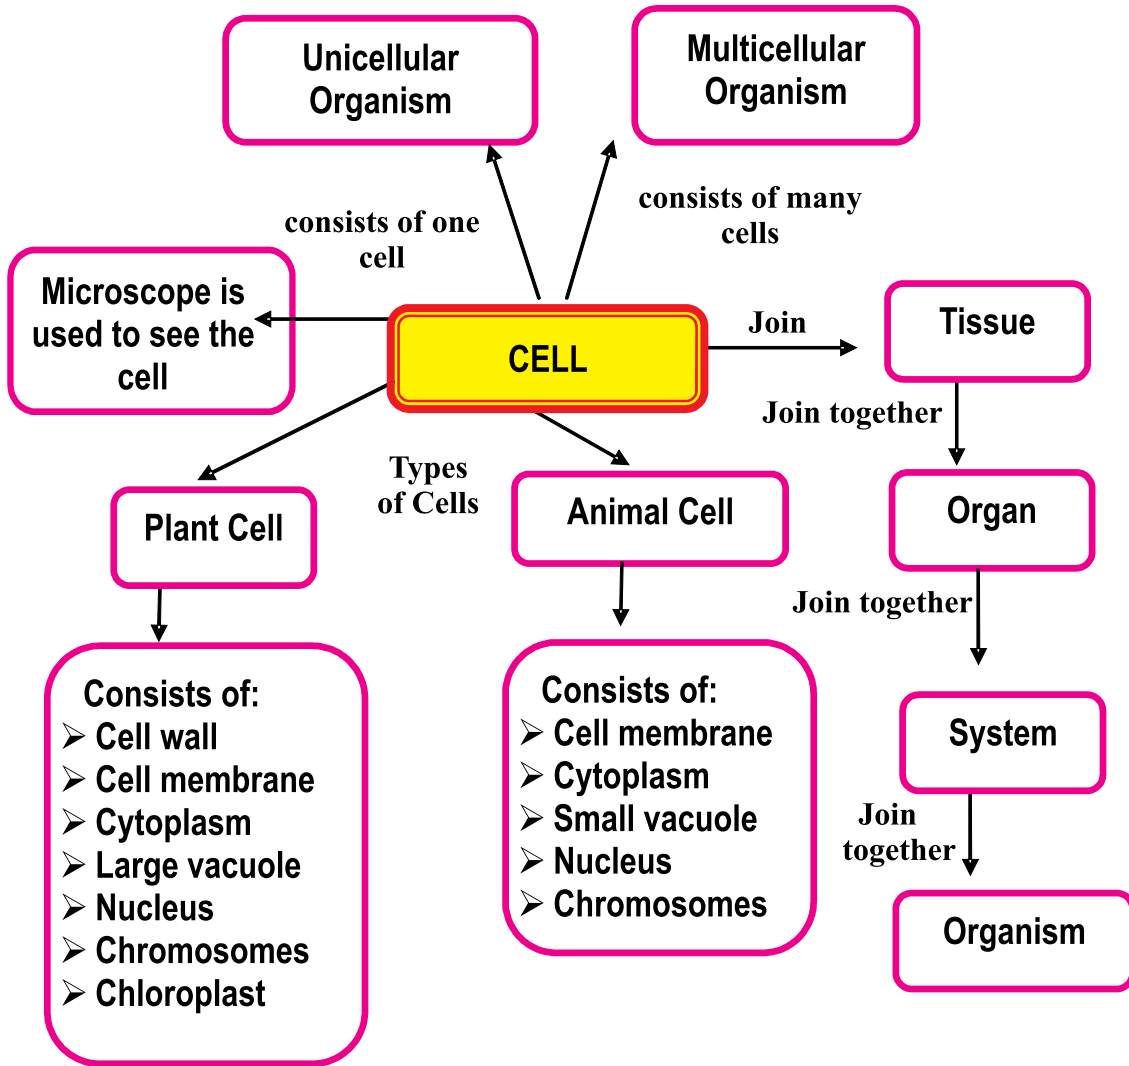 Unicellular
Organism
Multicellular
Organism
consists of one
cell
consists of many
cells
Microscope is
used to see the
cell
CELL
Join
Tissue
Join together
Types
of Cells
Plant Cell
Animal Cell
Organ
Join together
Consists of:
➢ Cell wall
➢ Cell membrane
➢ Cytoplasm
➢ Large vacuole
➢ Nucleus
➢ Chromosomes
➢ Chloroplast
Consists of:
➢ Cell membrane
➢ Cytoplasm
➢ Small vacuole
➢ Nucleus
➢ Chromosomes
System
Join
together
Organism